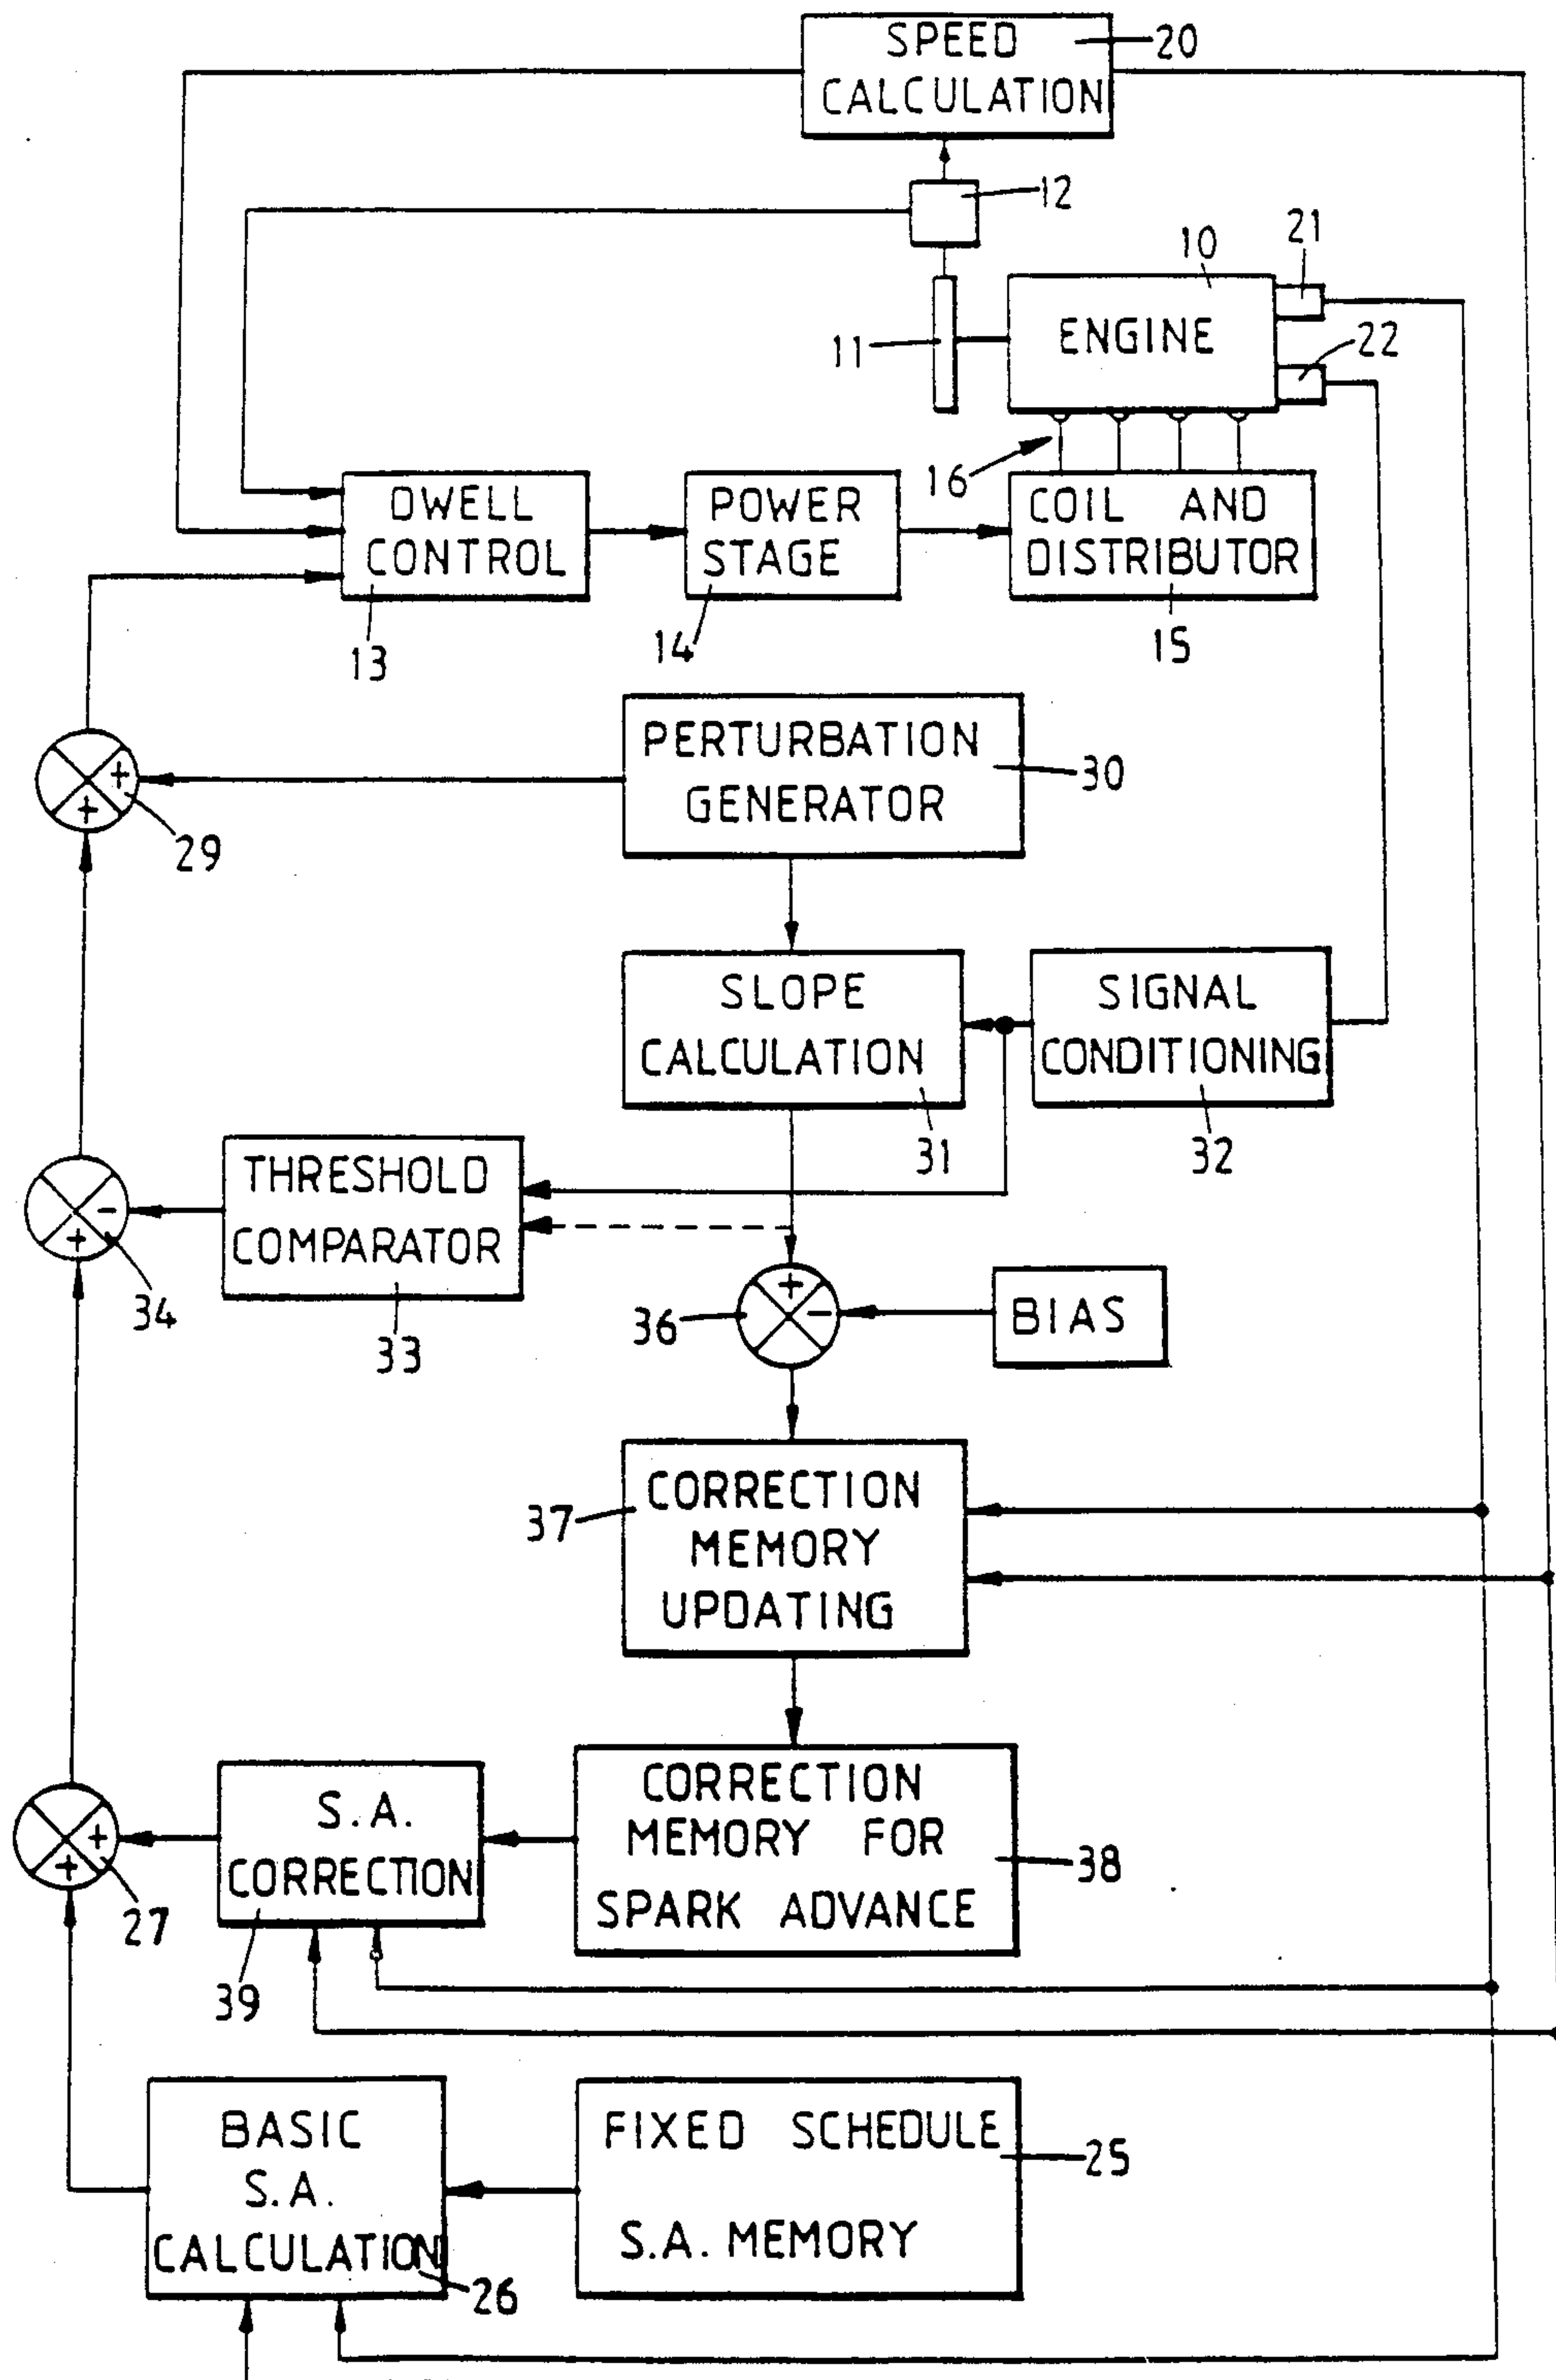 SPEED
CALCULATION
20
12
21
10
ENGINE
11
22
16
DWELL
CONTROL
POWER
STAGE
COIL AND
DISTRIBUTOR
13
14
15
PERTURBATION
GENERATOR
30
+
+
29
SLOPE
CALCULATION
SIGNAL
CONDITIONING
31
32
THRESHOLD
COMPARATOR
-
+
34
33
+
-
36
BIAS
37
CORRECTION
MEMORY
UPDATING
S.A.
CORRECTION
CORRECTION
MEMORY FOR
SPARK ADVANCE
38
+
+
27
39
BASIC
S.A.
CALCULATION
26
FIXED SCHEDULE
S.A. MEMORY
25